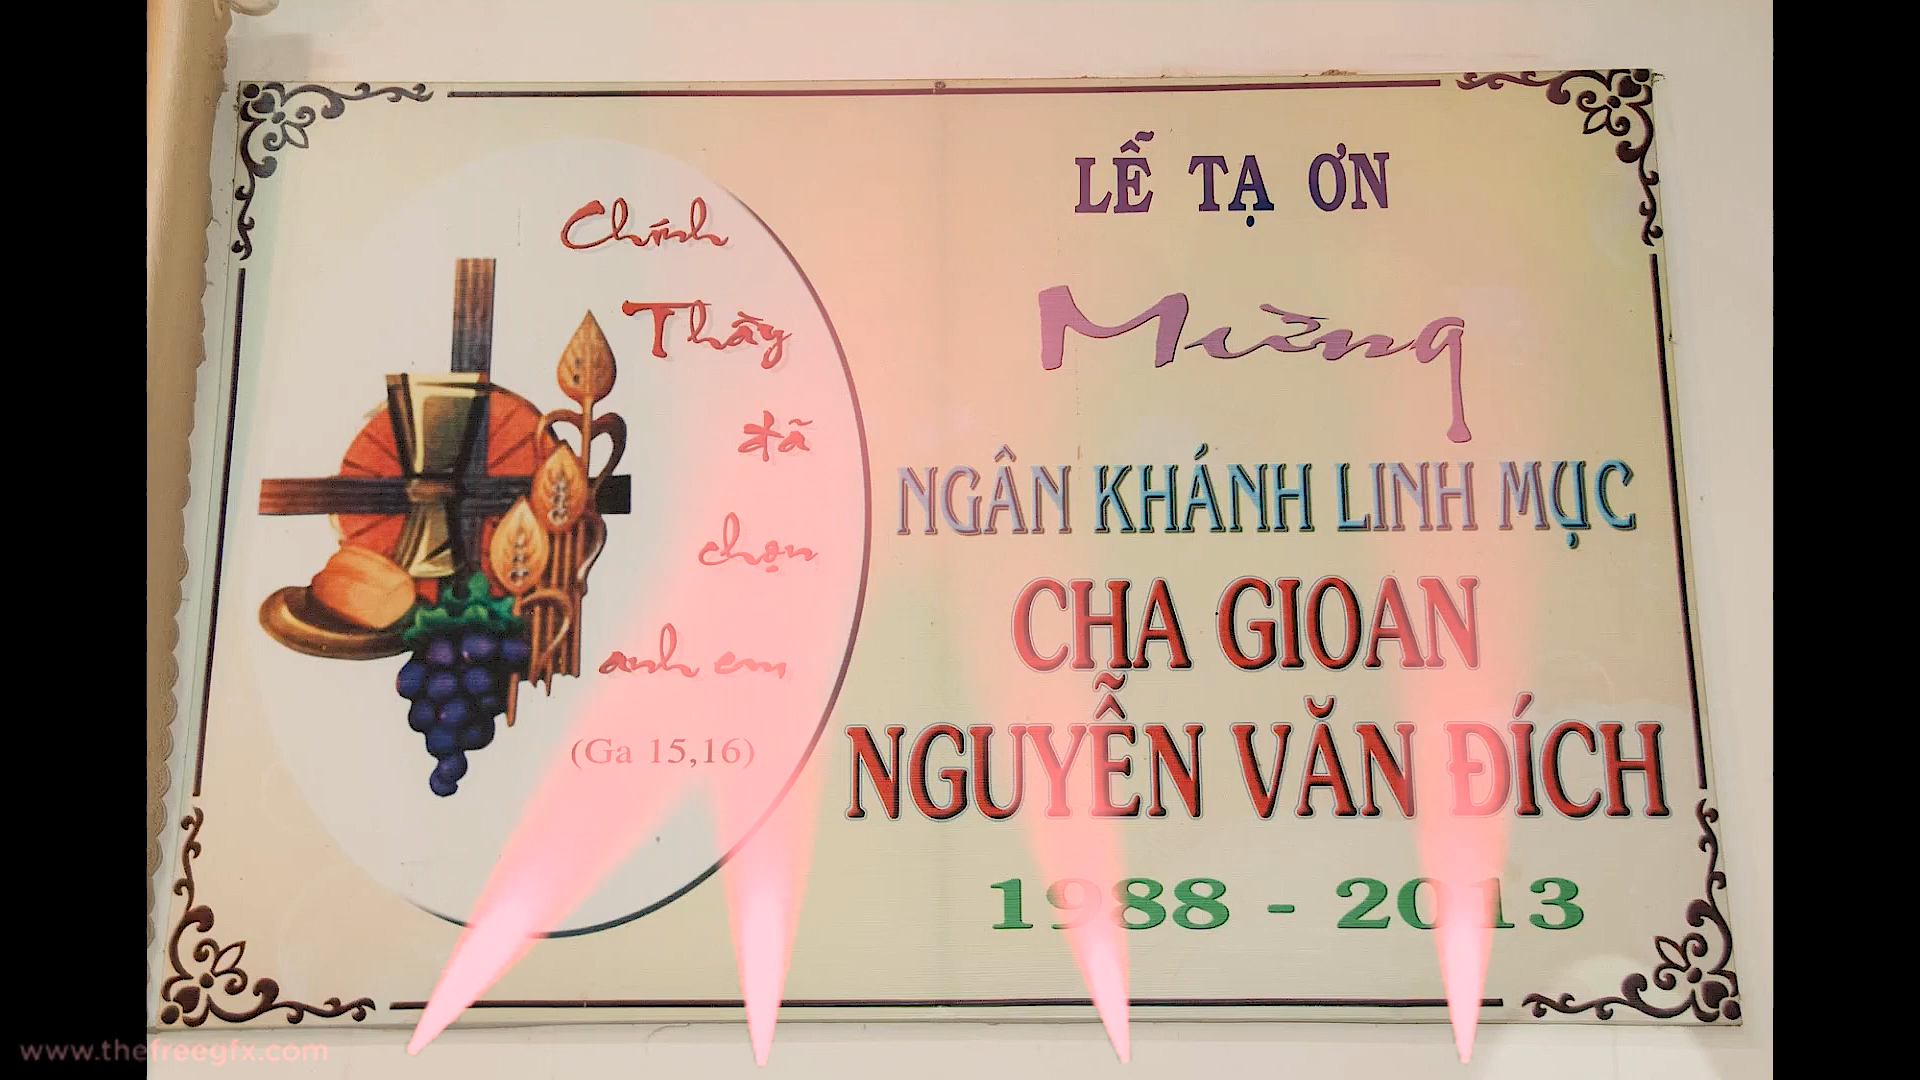 Chính
Thầy
đã
chọn
anh em
(Ga 15,16)
LỄ TẠ ƠN
Mừng
NGÂN KHÁNH LINH MỤC
CHA GIOAN
NGUYỄN VĂN ĐÍCH
1988 - 2013
www.thefreegfx.com